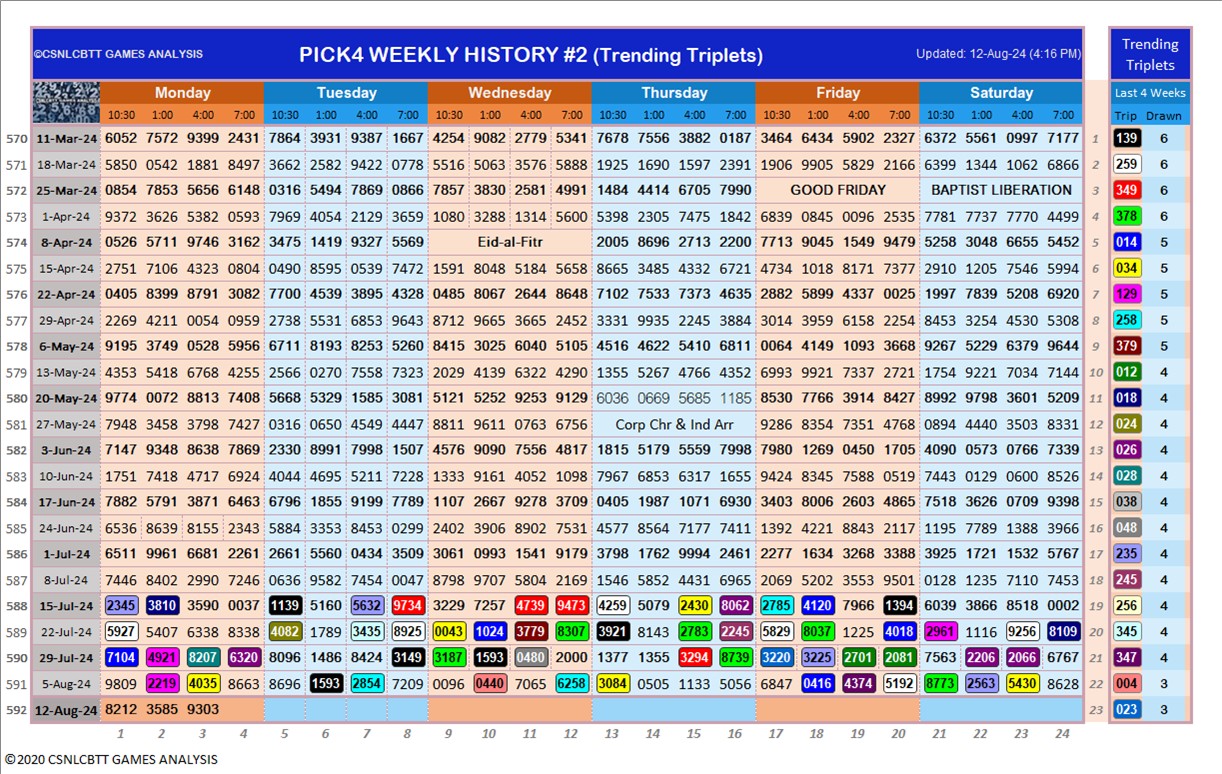 ©CSNLCBTT GAMES ANALYSIS PICK4 WEEKLY HISTORY #2 (Trending Triplets) Updated: 12-Aug-24 (4:16 PM) Trending Triplets
Monday Tuesday Wednesday Thursday Friday Saturday Last 4 Weeks
10:30 1:00 4:00 7:00 10:30 1:00 4:00 7:00 10:30 1:00 4:00 7:00 10:30 1:00 4:00 7:00 10:30 1:00 4:00 7:00 10:30 1:00 4:00 7:00 Trip Drawn
570 11-Mar-24 6052 7572 9399 2431 7864 3931 9387 1667 4254 9082 2779 5341 7678 7556 3882 0187 3464 6434 5902 2327 6372 5561 0997 7177 1 139 6
571 18-Mar-24 5850 0542 1881 8497 3662 2582 9422 0778 2516 5063 3576 5888 1925 1690 1597 2391 1906 9905 5829 2166 6399 1344 1062 6866 2 259 6
572 25-Mar-24 0854 7853 5656 6148 0316 5494 7869 0866 7857 3830 2581 4991 1484 4414 6705 7990 GOOD FRIDAY BAPTIST LIBERATION 3 349 6
573 1-Apr-24 9372 3626 5382 0593 7969 4054 2129 3659 1080 3288 1314 5600 5398 2305 7475 1842 6839 0845 0096 2535 7781 7737 7770 4499 4 378 6
574 8-Apr-24 0526 5711 9746 3162 3475 1419 9327 5569 Eid-al-Fitr 2005 8696 2713 2200 7713 9045 1549 9479 5258 3048 6655 5452 5 014 5
575 15-Apr-24 2751 7106 4323 0804 0490 8595 0539 7472 1591 8048 5184 5658 8665 3485 4332 6721 4734 1018 8171 7377 2910 1205 7546 5994 6 034 5
576 22-Apr-24 0405 8399 8791 3082 7700 4539 3895 4328 0485 8067 2644 8648 7102 7533 7373 4635 2882 5899 4337 0025 1997 7839 5208 6920 7 129 5
577 29-Apr-24 2269 4211 0054 0959 2738 5531 6853 9643 8712 9665 3665 2452 3331 9935 2245 3884 3014 3959 6158 2254 8453 3254 4530 5308 8 258 5
578 6-May-24 9195 3749 0528 5956 6711 8193 8253 5260 8415 3025 6040 5105 4516 4622 5410 6811 0064 4149 1093 3668 9267 5229 6379 9644 9 379 5
579 13-May-24 4353 5418 6768 4255 2566 0270 7558 7323 2029 4139 6322 4290 1355 5267 4766 4352 6993 9921 7337 2721 1754 9221 7034 7144 10 012 4
580 20-May-24 9774 0072 8813 7408 5668 5329 1585 3081 5121 5252 9253 9129 6036 0669 5685 1185 8530 7766 3914 8427 8992 9798 3601 5209 11 018 4
581 27-May-24 7948 3458 3798 7427 0316 0650 4549 4447 8811 9611 0763 6756 Corp Chr & Ind Arr 9286 8354 7351 4768 0894 4440 3503 8331 12 024 4
582 3-Jun-24 7147 9348 8638 7869 2330 8991 7998 1507 4576 9090 7556 4817 1815 5179 5559 7998 7980 1269 0450 1705 4090 0573 0766 7339 13 026 4
583 10-Jun-24 1751 7418 4717 6924 4044 4695 5211 7228 1333 9161 4052 1098 7967 6853 6317 1655 9424 8345 7588 0519 7443 0129 0600 8526 14 028 4
584 17-Jun-24 7882 5791 3871 6463 6796 1855 9199 7789 1107 2667 9278 3709 0405 1987 1071 6930 3403 8006 2603 4865 7518 3626 0709 9398 15 038 4
585 24-Jun-24 6536 8639 8155 2343 5884 3353 8453 0299 2402 3906 8902 7531 4577 8564 7177 7411 1392 4221 8843 2117 1195 7789 1388 3966 16 048 4
586 1-Jul-24 6511 9961 6681 2261 2661 5560 0434 3509 3061 0993 1541 9179 3798 1762 9994 2461 2277 1634 3268 3388 3925 1721 1532 5767 17 235 4
587 8-Jul-24 7446 8402 2990 7246 0636 9582 7454 0047 8798 9707 5804 2169 1546 5852 4431 6965 2069 5202 3553 9501 0128 1235 7110 7453 18 245 4
588 15-Jul-24 2345 3810 3590 0037 1139 5160 5632 9734 3229 7257 4739 9473 4259 5079 2430 8062 2785 4120 7966 1394 6039 3866 8518 0002 19 256 4
589 22-Jul-24 5927 5407 6338 8338 4082 1789 3435 8925 0043 1024 3779 8307 3921 8143 2783 2245 5829 8037 1225 4018 2961 1116 9256 8109 20 345 4
590 29-Jul-24 7104 4921 8207 6320 8096 1486 8424 3149 3187 1593 0480 2000 1377 1355 3294 8739 3220 3225 2701 2081 7563 2206 2066 6767 21 347 4
591 5-Aug-24 9809 2219 4035 8663 8696 1593 2854 7209 0096 0440 7065 6258 3084 0505 1133 5056 6847 0416 4374 5192 8773 2563 5430 8628 22 004 3
592 12-Aug-24 8212 3585 9303 23 023 3
1 2 3 4 5 6 7 8 9 10 11 12 13 14 15 16 17 18 19 20 21 22 23 24
©2020 CSNLCBTT GAMES ANALYSIS